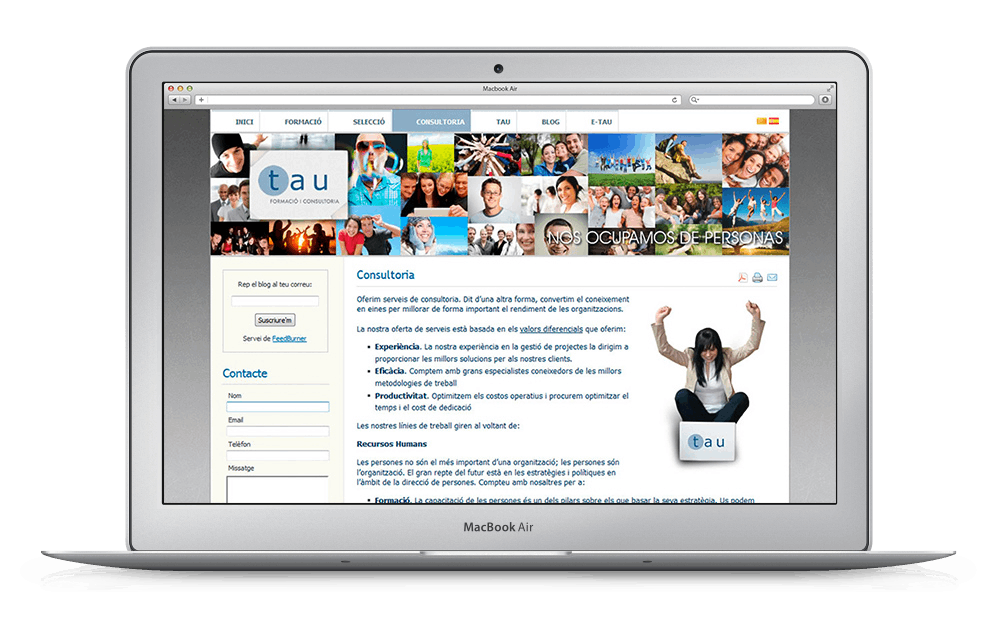 Macbook Air
INICI FORMACIÓ SELECCIÓ CONSULTORIA TAU BLOG E-TAU
tau
FORMACIÓ I CONSULTORIA
NOS OCUPAMOS DE PERSONAS
Rep el blog al teu correu:
Suscriure'm
Servei de FeedBurner
Contacte
Nom
Email
Telèfon
Missatge
Consultoria
Oferim serveis de consultoria. Dit d'una altra forma, convertim el coneixement
en eines per millorar de forma important el rendiment de les organitzacions.
La nostra oferta de serveis està basada en els valors diferencials que oferim:
Experiència. La nostra experiència en la gestió de projectes la dirigim a
proporcionar les millors solucions per als nostres clients.
Eficàcia. Comptem amb grans especialistes coneixedors de les millors
metodologies de treball
Productivitat. Optimitzem els costos operatius i procurem optimitzar el
temps i el cost de dedicació
Les nostres línies de treball giren al voltant de:
Recursos Humans
Les persones no són el més important d'una organització; les persones són
l'organització. El gran repte del futur està en les estratègies i polítiques en
l'àmbit de la direcció de persones. Compteu amb nosaltres per a:
Formació. La capacitació de les persones és un dels pilars sobre els que basar la seva estratègia. Us podem
tau
MacBook Air